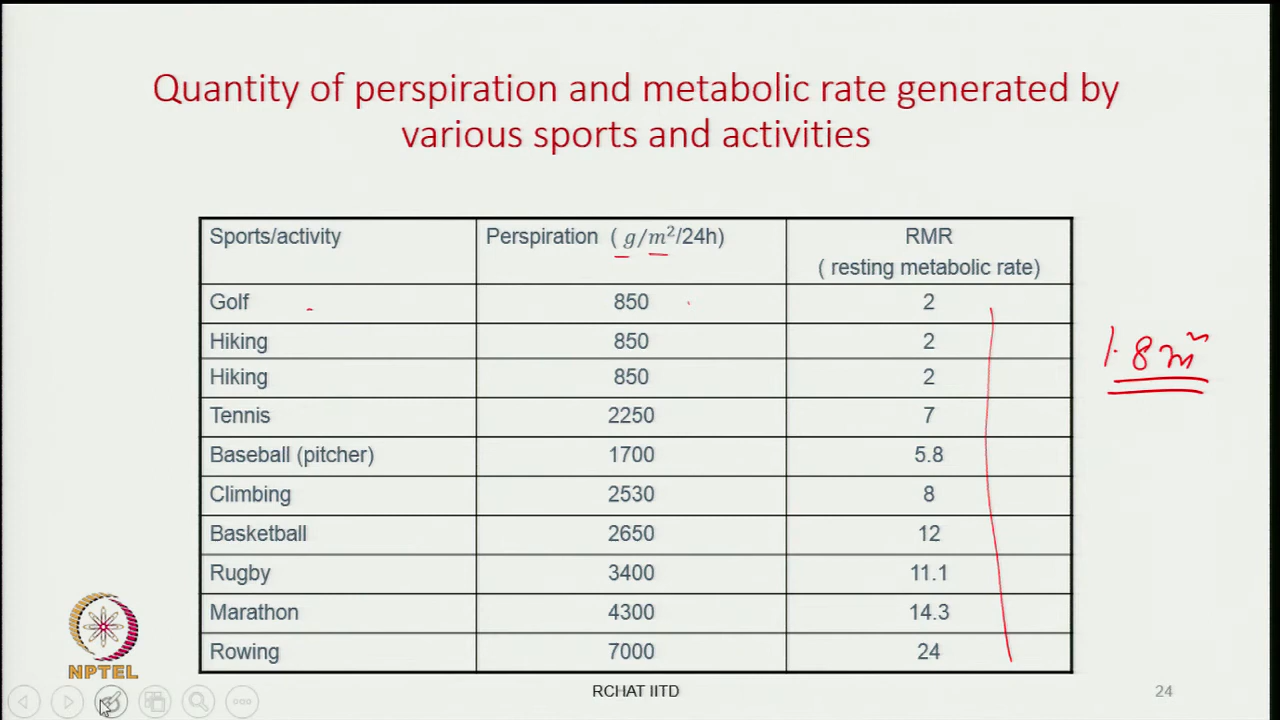 Quantity of perspiration and metabolic rate generated by
various sports and activities
Sports/activity Perspiration ( g/m²/24h) RMR
( resting metabolic rate)
Golf 850 2
Hiking 850 2
1.8 m²
Hiking 850 2
Tennis 2250 7
Baseball (pitcher) 1700 5.8
Climbing 2530 8
Basketball 2650 12
Rugby 3400 11.1
Marathon 4300 14.3
Rowing 7000 24
NPTEL
RCHAT IITD
24